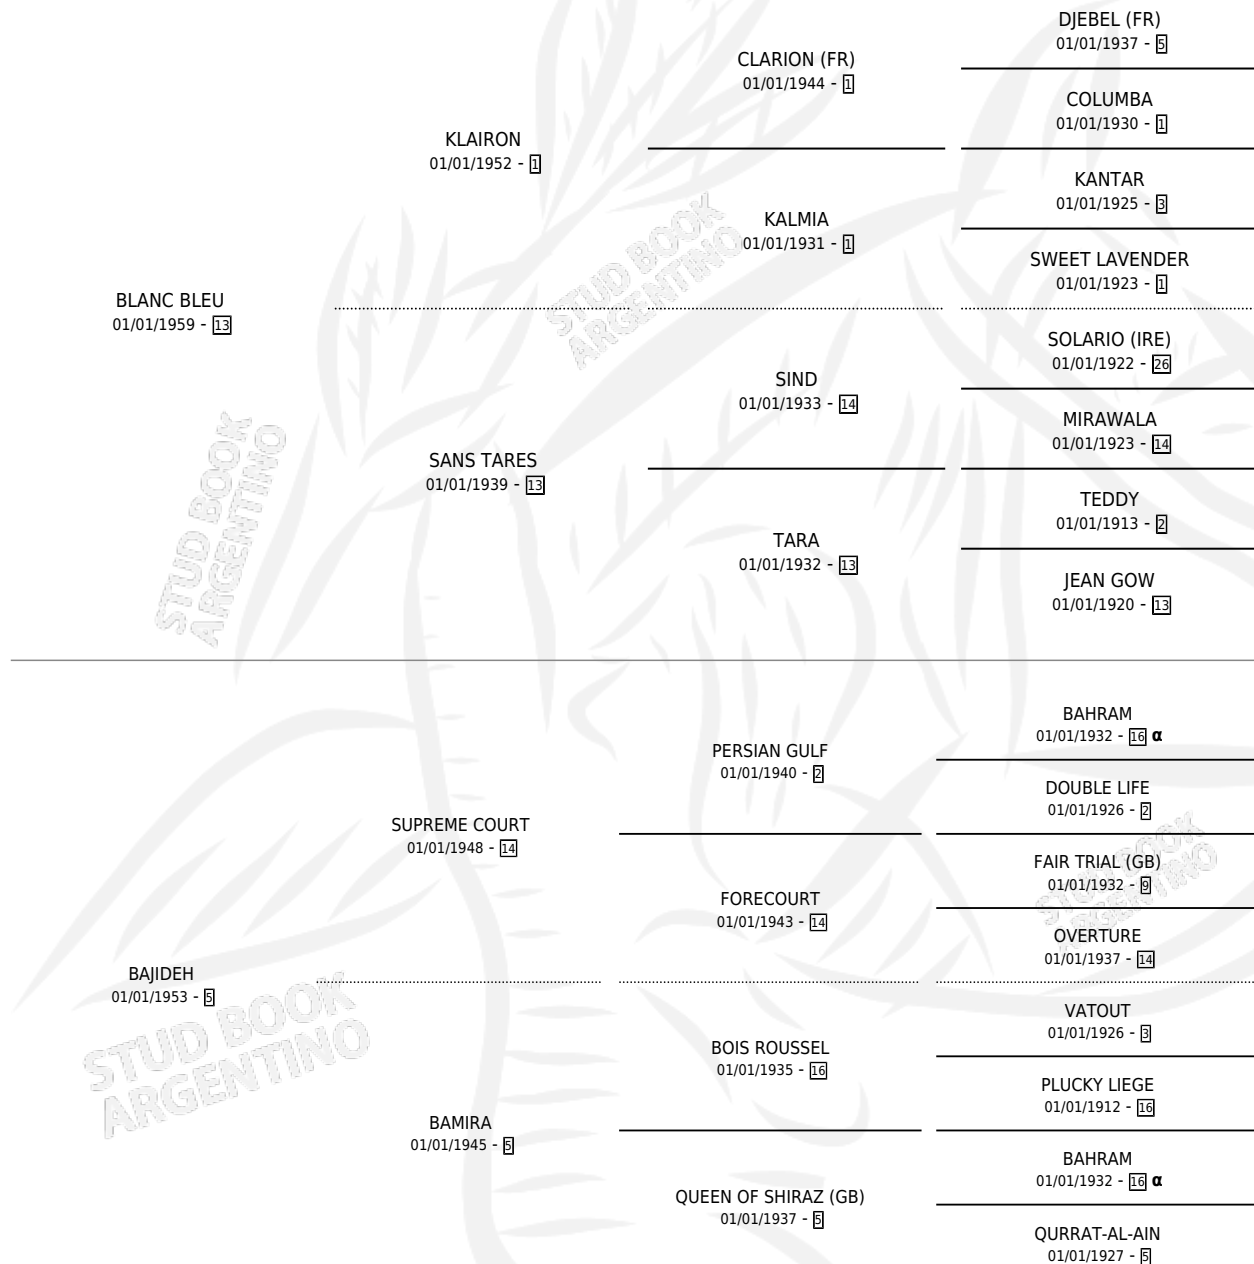 DJEBEL (FR)
01/01/1937 - 5
CLARION (FR)
01/01/1944 - 1
COLUMBA
01/01/1930 - 1
KLAIRON
01/01/1952 - 1
KANTAR
01/01/1925 - 3
KALMIA
01/01/1931 - 1
SWEET LAVENDER
01/01/1923 - 1
BLANC BLEU
01/01/1959 - 13
SOLARIO (IRE)
01/01/1922 - 26
SIND
01/01/1933 - 14
MIRAWALA
01/01/1923 - 14
SANS TARES
01/01/1939 - 13
TEDDY
01/01/1913 - 2
TARA
01/01/1932 - 13
JEAN GOW
01/01/1920 - 13
BAHRAM
01/01/1932 - 16 α
PERSIAN GULF
01/01/1940 - 2
DOUBLE LIFE
01/01/1926 - 2
SUPREME COURT
01/01/1948 - 14
FAIR TRIAL (GB)
01/01/1932 - 9
FORECOURT
01/01/1943 - 14
OVERTURE
01/01/1937 - 14
BAJIDEH
01/01/1953 - 5
VATOUT
01/01/1926 - 3
BOIS ROUSSEL
01/01/1935 - 16
PLUCKY LIEGE
01/01/1912 - 16
BAMIRA
01/01/1945 - 5
BAHRAM
01/01/1932 - 16 α
QUEEN OF SHIRAZ (GB)
01/01/1937 - 5
QURRAT-AL-AIN
01/01/1927 - 5
STUD BOOK
ARGENTINO
STUD BOOK
ARGENTINO
STUD BOOK
ARGENTINO
STUD BOOK
ARGENTINO